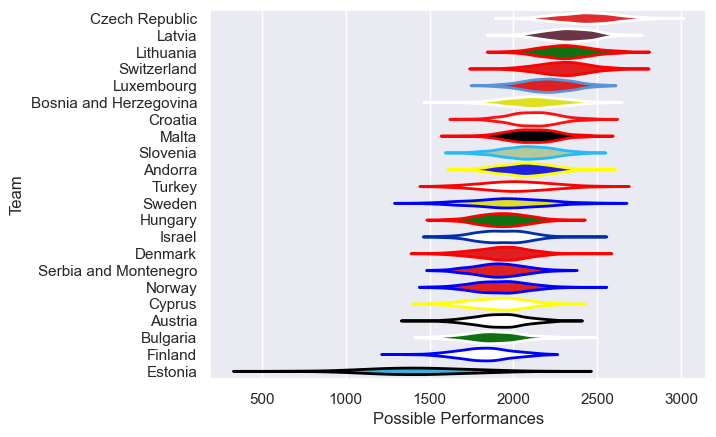 Czech Republic
Latvia
Lithuania
Switzerland
Luxembourg
Bosnia and Herzegovina
Croatia
Malta
Slovenia
Andorra
Turkey
Sweden
Hungary
Israel
Denmark
Serbia and Montenegro
Norway
Cyprus
Austria
Bulgaria
Finland
Estonia
Team
500 1000 1500 2000 2500 3000
Possible Performances